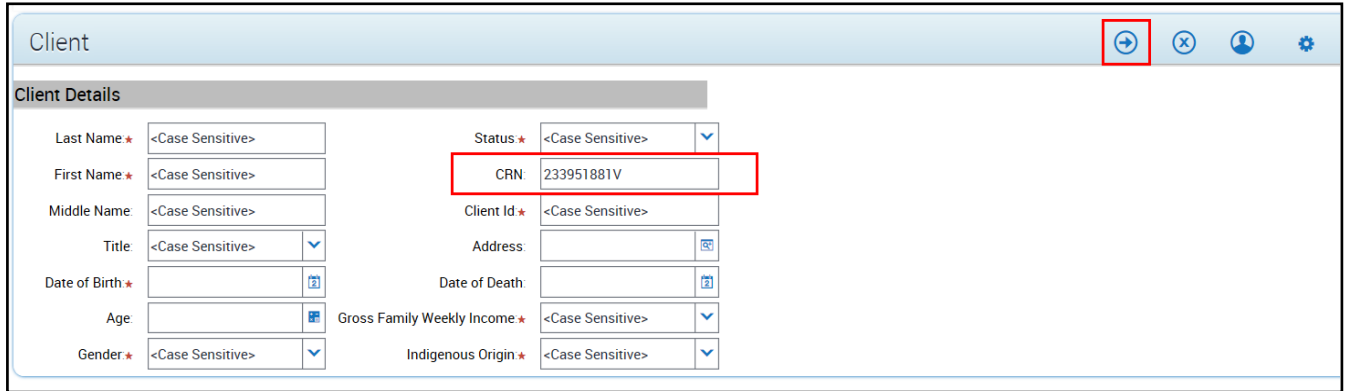 Client
Client Details
Last Name:★ <Case Sensitive> Status:★ <Case Sensitive>
First Name:★ <Case Sensitive> CRN: 233951881V
Middle Name: <Case Sensitive> Client Id:★ <Case Sensitive>
Title: <Case Sensitive> Address:
Date of Birth:★ Date of Death:
Age: Gross Family Weekly Income:★ <Case Sensitive>
Gender:★ <Case Sensitive> Indigenous Origin:★ <Case Sensitive>